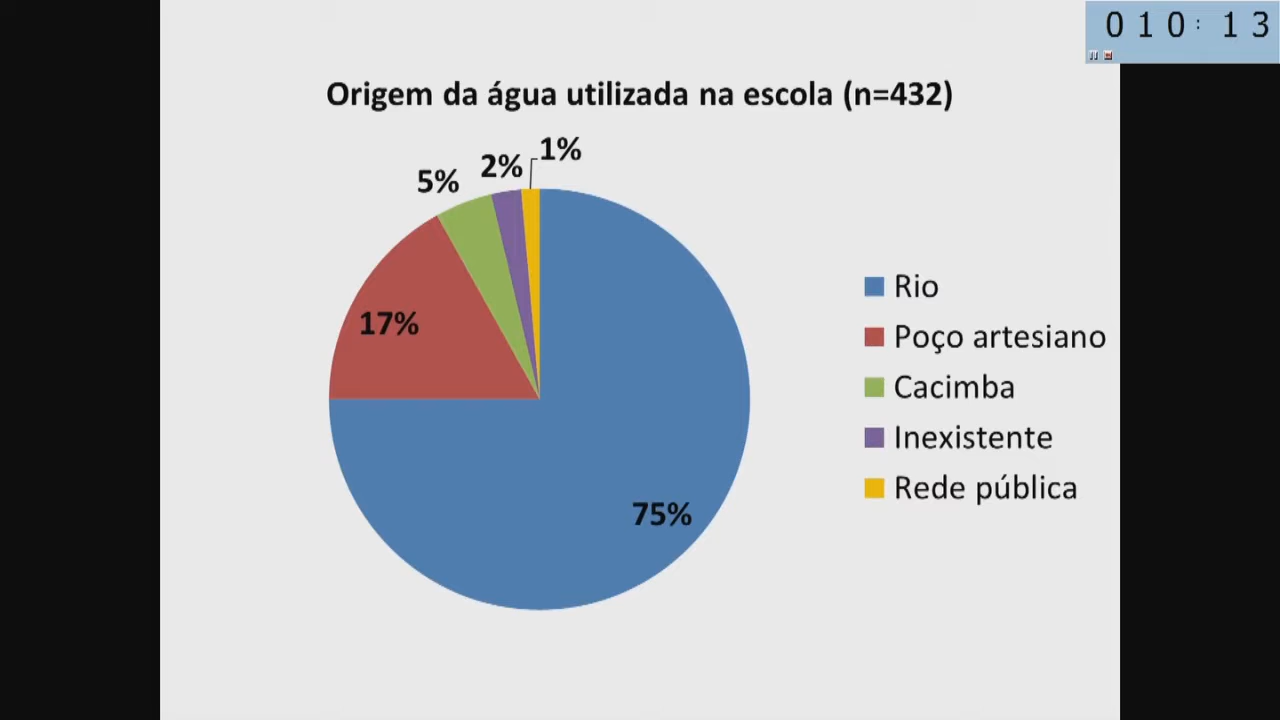 010:13
Origem da água utilizada na escola (n=432)
1%
2%
5%
17%
75%
Rio
Poço artesiano
Cacimba
Inexistente
Rede pública